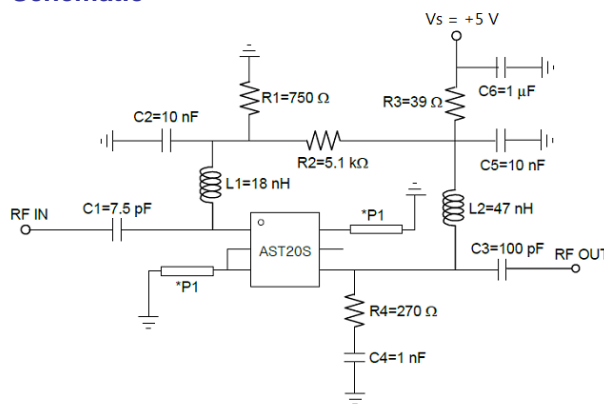 Schematic
Vs = +5 V
R1=750 Ω
R3=39 Ω
C6=1 μF
C2=10 nF
R2=5.1 kΩ
C5=10 nF
L1=18 nH
RF IN
C1=7.5 pF
*P1
L2=47 nH
AST20S
C3=100 pF
RF OUT
*P1
R4=270 Ω
C4=1 nF